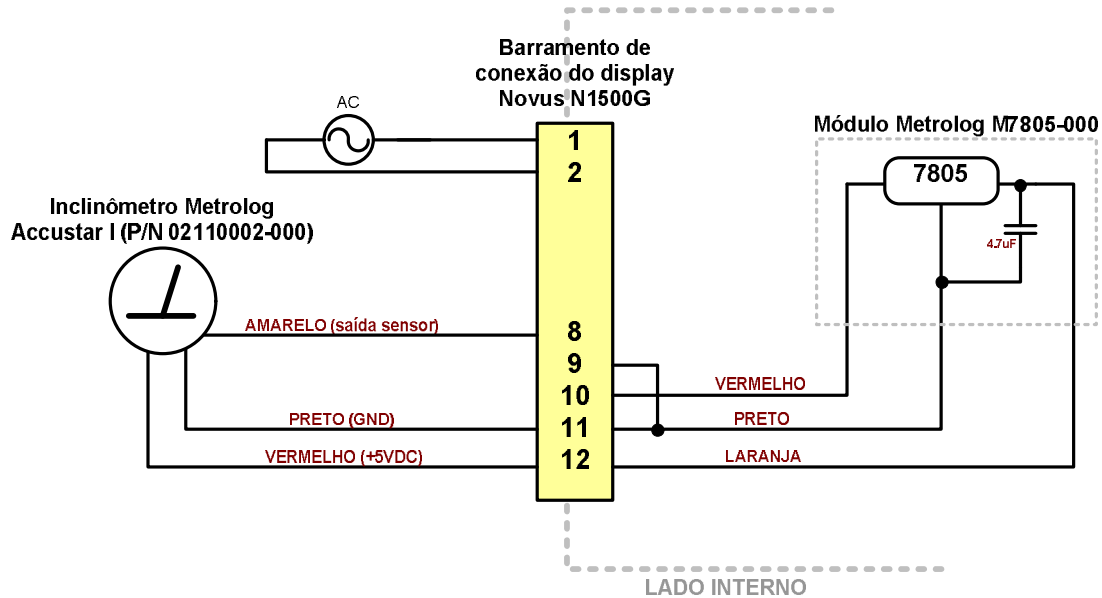 Barramento de
conexão do display
Novus N1500G
AC
1
2
Módulo Metrolog M7805-000
7805
4.7uF
Inclinômetro Metrolog
Accustar I (P/N 02110002-000)
AMARELO (saída sensor)
8
9
10
VERMELHO
PRETO (GND)
11
PRETO
VERMELHO (+5VDC)
12
LARANJA
LADO INTERNO